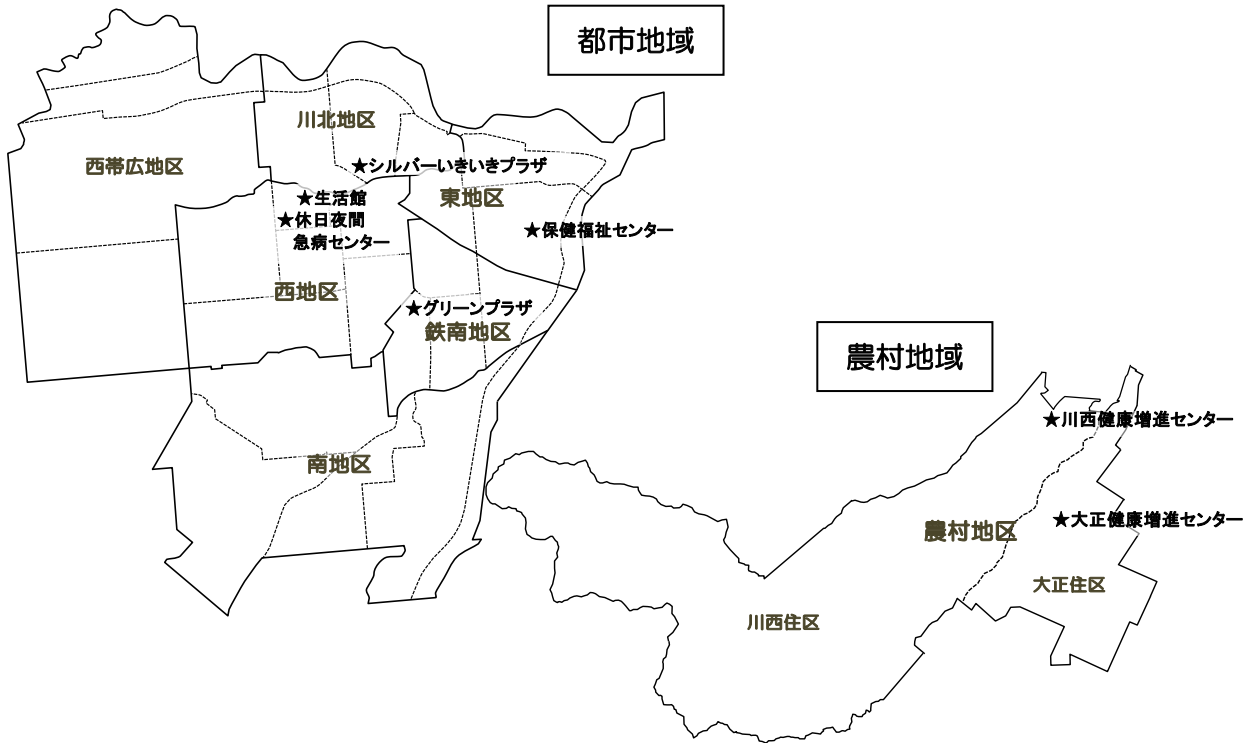 都市地域
川北地区
西帯広地区
★シルバーいきいきプラザ
東地区
★生活館
★休日夜間
急病センター
★保健福祉センター
西地区
★グリーンプラザ
鉄南地区
南地区
農村地域
★川西健康増進センター
★大正健康増進センター
農村地区
大正住区
川西住区